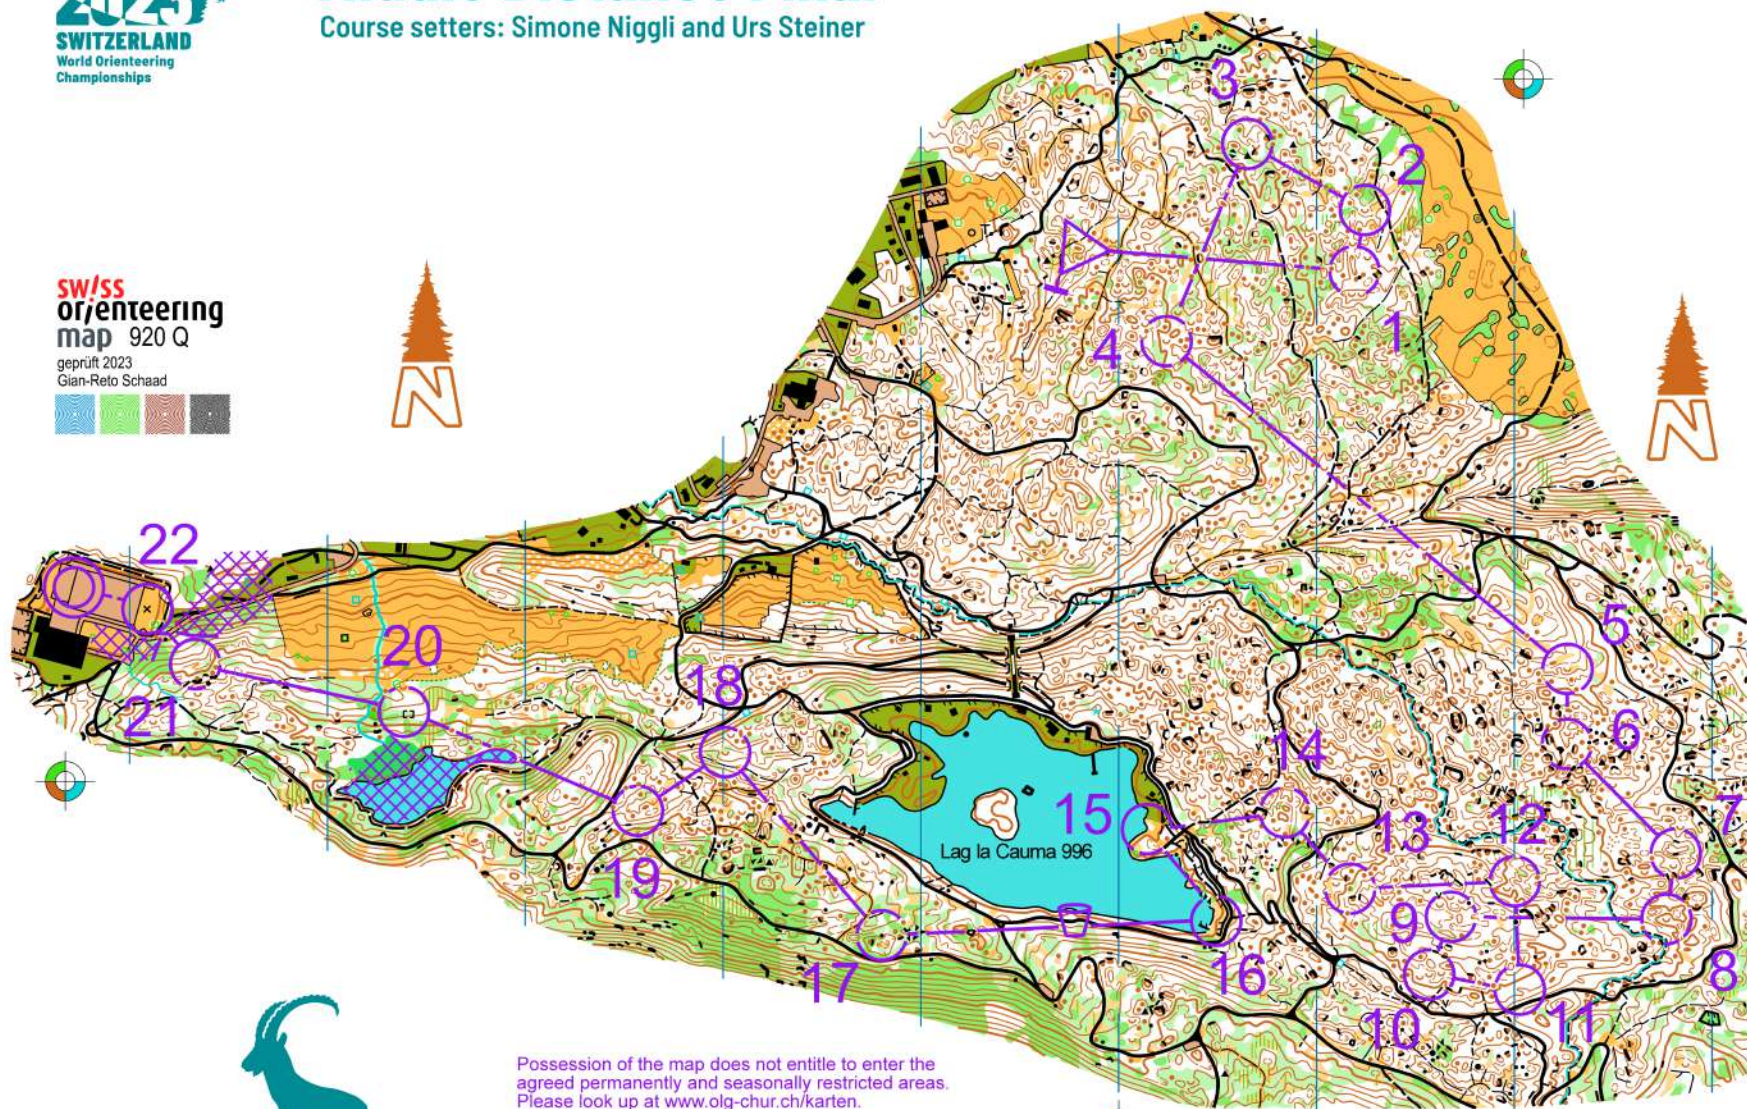 2023
SWITZERLAND
World Orienteering
Championships
Course setters: Simone Niggli and Urs Steiner
swiss
orienteering
map 920 Q
geprüft 2023
Gian-Reto Schaad
N
N
3
2
1
4
22
5
20
6
18
21
14
15
7
Lag la Cauma 996
13
12
19
9
17
16
8
10
11
Possession of the map does not entitle to enter the
agreed permanently and seasonally restricted areas.
Please look up at www.olg-chur.ch/karten.